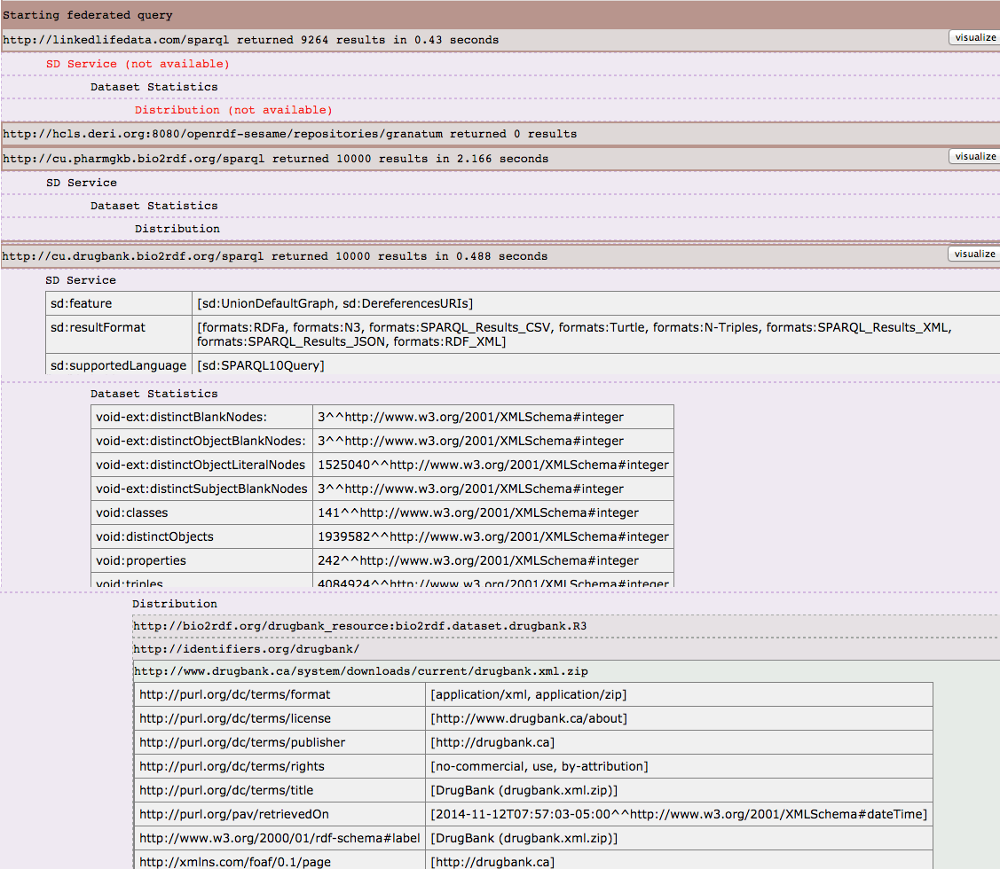 Starting federated query
http://linkedlifedata.com/sparql returned 9264 results in 0.43 seconds
visualize
SD Service (not available)
Dataset Statistics
Distribution (not available)
http://hcls.deri.org:8080/openrdf-sesame/repositories/granatum returned 0 results
http://cu.pharmgkb.bio2rdf.org/sparql returned 10000 results in 2.166 seconds
visualize
SD Service
Dataset Statistics
Distribution
http://cu.drugbank.bio2rdf.org/sparql returned 10000 results in 0.488 seconds
visualize
SD Service
sd:feature [sd:UnionDefaultGraph, sd:DereferencesURIs]
sd:resultFormat [formats:RDFa, formats:N3, formats:SPARQL_Results_CSV, formats:Turtle, formats:N-Triples, formats:SPARQL_Results_XML,
formats:SPARQL_Results_JSON, formats:RDF_XML]
sd:supportedLanguage [sd:SPARQL10Query]
Dataset Statistics
void-ext:distinctBlankNodes: 3^^http://www.w3.org/2001/XMLSchema#integer
void-ext:distinctObjectBlankNodes: 3^^http://www.w3.org/2001/XMLSchema#integer
void-ext:distinctObjectLiteralNodes 1525040^^http://www.w3.org/2001/XMLSchema#integer
void-ext:distinctSubjectBlankNodes 3^^http://www.w3.org/2001/XMLSchema#integer
void:classes 141^^http://www.w3.org/2001/XMLSchema#integer
void:distinctObjects 1939582^^http://www.w3.org/2001/XMLSchema#integer
void:properties 242^^http://www.w3.org/2001/XMLSchema#integer
void:triples 4084924^^http://www.w3.org/2001/XMLSchema#integer
Distribution
http://bio2rdf.org/drugbank_resource:bio2rdf.dataset.drugbank.R3
http://identifiers.org/drugbank/
http://www.drugbank.ca/system/downloads/current/drugbank.xml.zip
http://purl.org/dc/terms/format [application/xml, application/zip]
http://purl.org/dc/terms/license [http://www.drugbank.ca/about]
http://purl.org/dc/terms/publisher [http://drugbank.ca]
http://purl.org/dc/terms/rights [no-commercial, use, by-attribution]
http://purl.org/dc/terms/title [DrugBank (drugbank.xml.zip)]
http://purl.org/pav/retrievedOn [2014-11-12T07:57:03-05:00^^http://www.w3.org/2001/XMLSchema#dateTime]
http://www.w3.org/2000/01/rdf-schema#label [DrugBank (drugbank.xml.zip)]
http://xmlns.com/foaf/0.1/page [http://drugbank.ca]